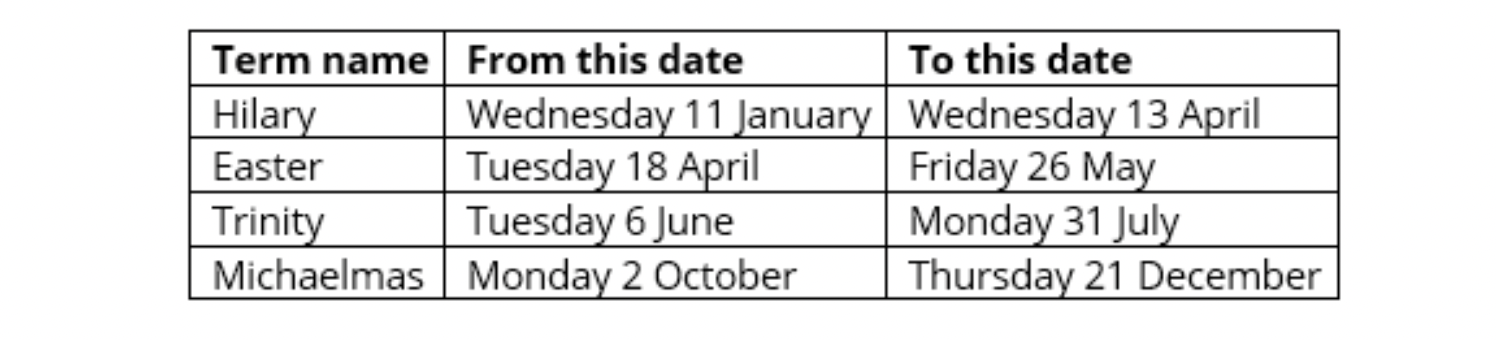 Term name From this date To this date
Hilary Wednesday 11 January Wednesday 13 April
Easter Tuesday 18 April Friday 26 May
Trinity Tuesday 6 June Monday 31 July
Michaelmas Monday 2 October Thursday 21 December